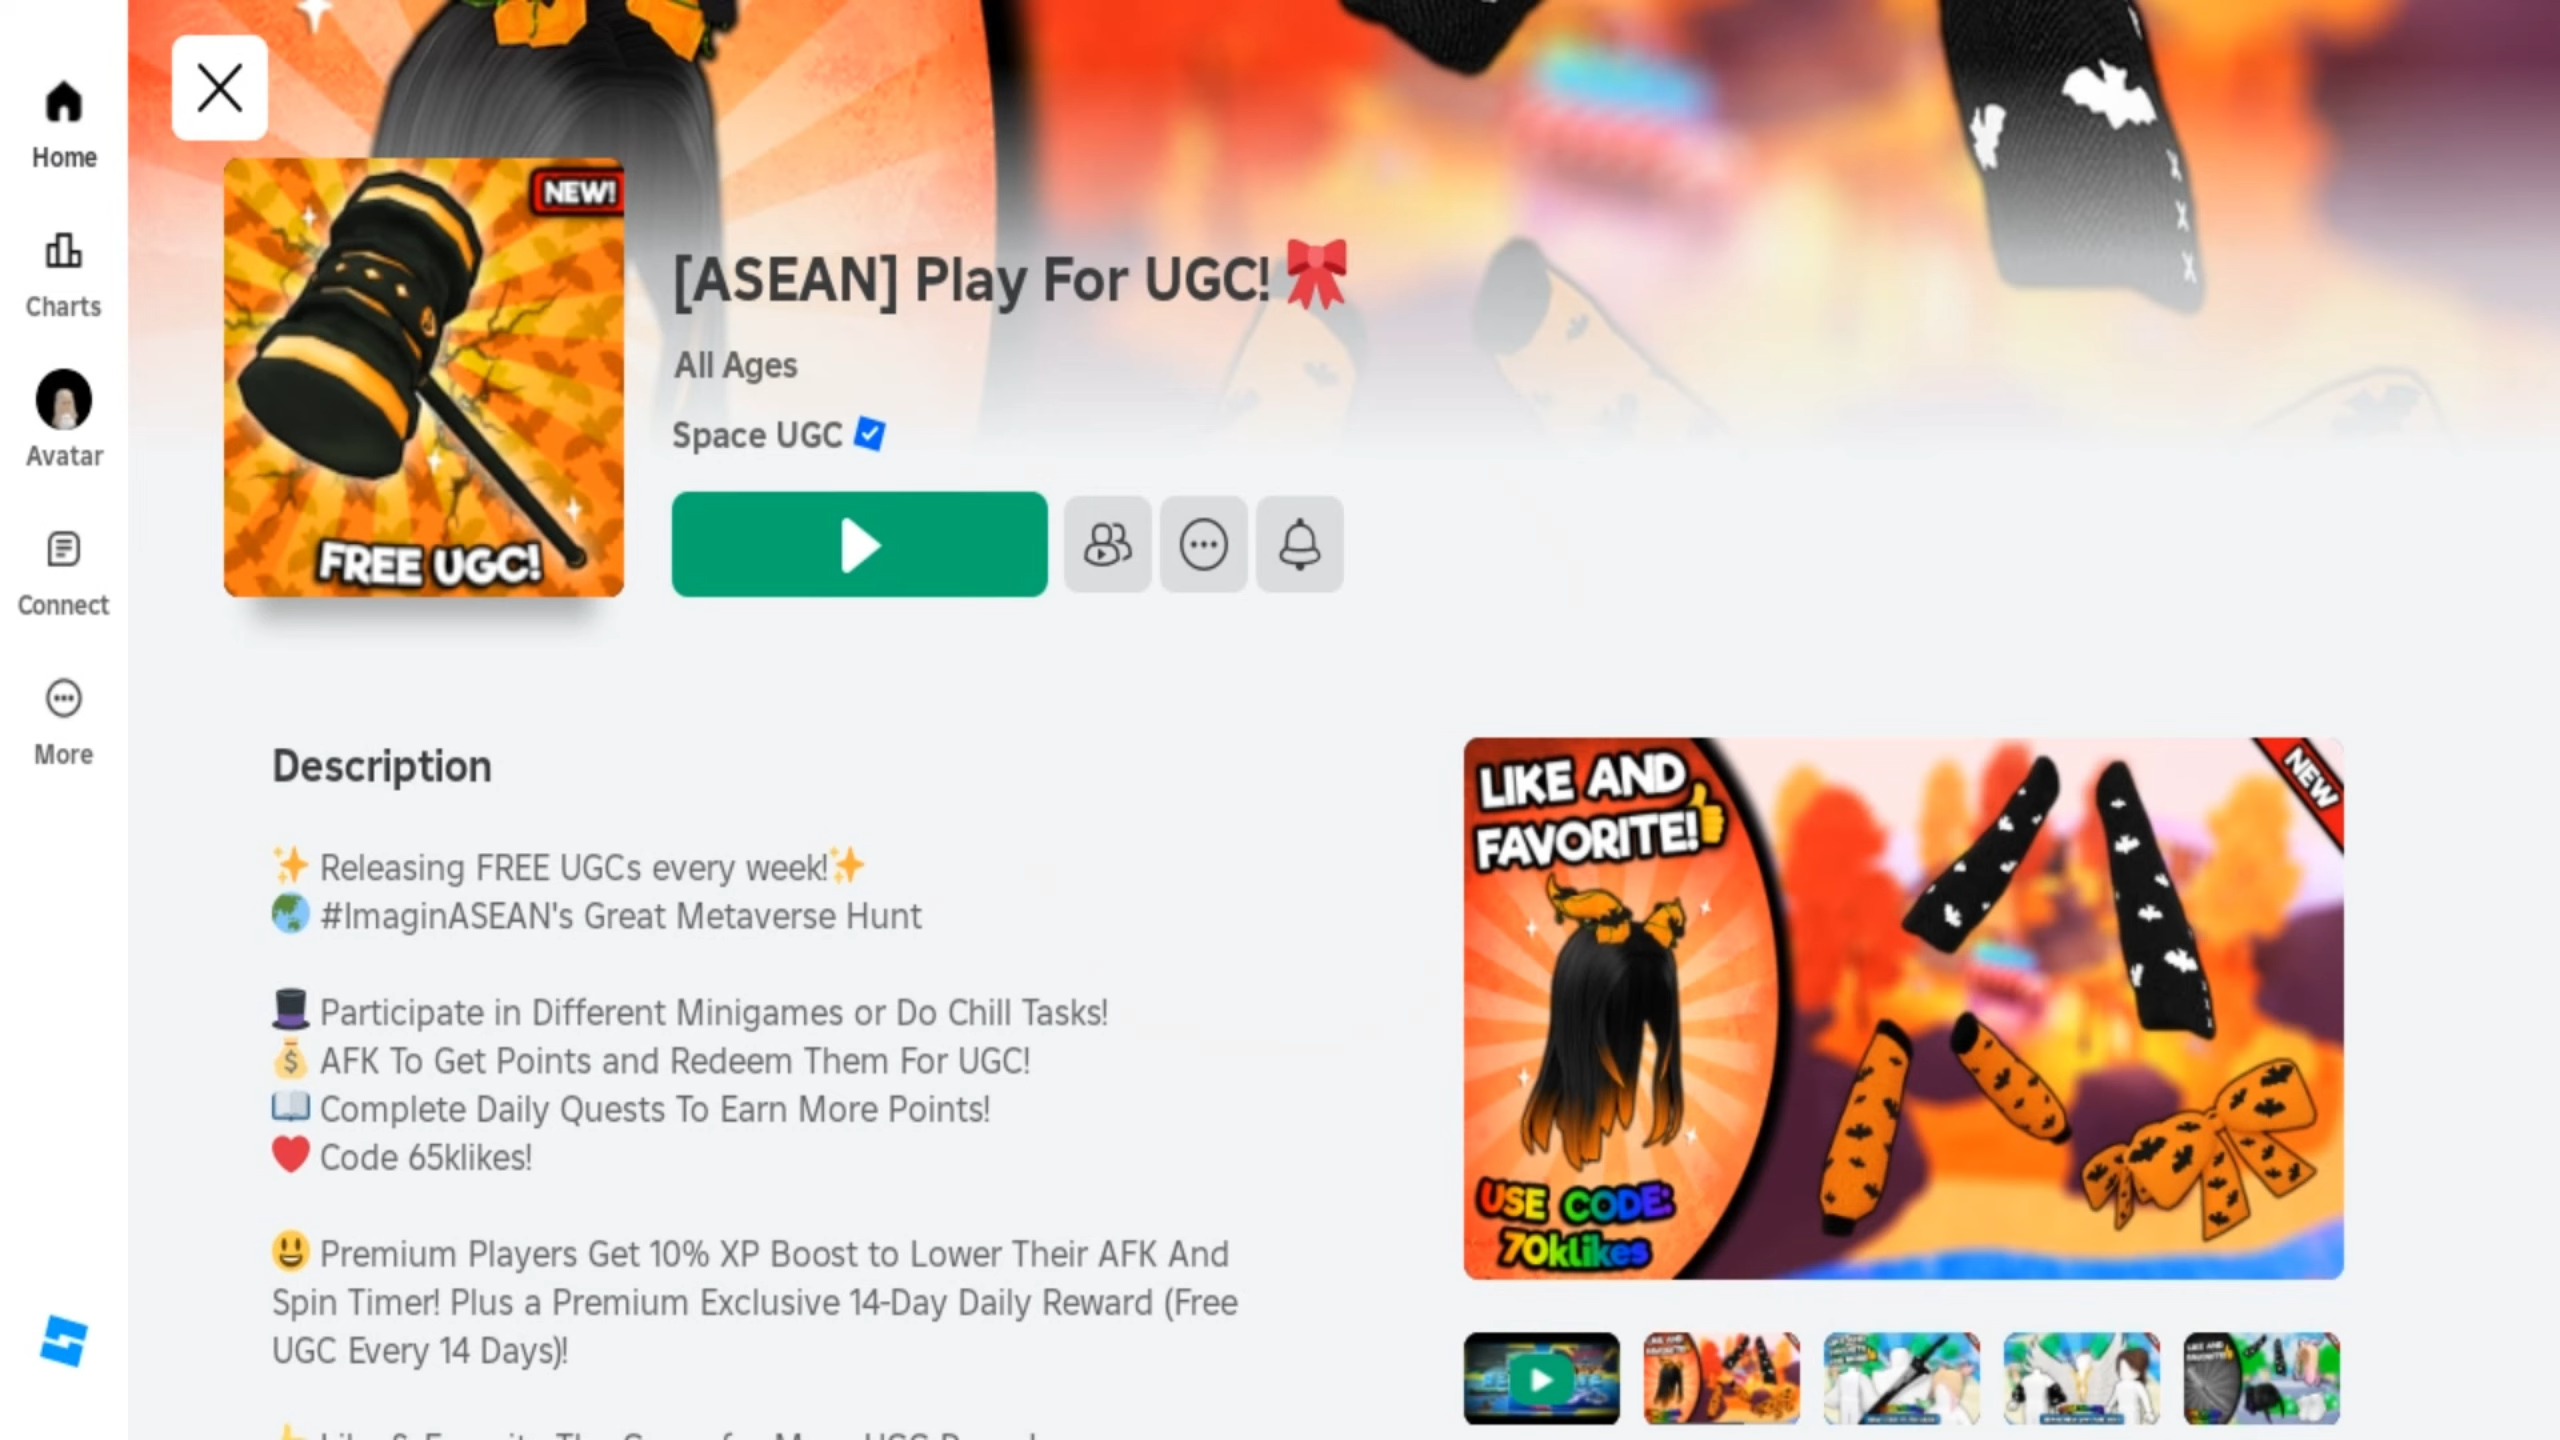 Home
Charts
Avatar
Connect
More
NEW!
FREE UGC!
[ASEAN] Play For UGC!🎀
All Ages
Space UGC
Description
✨ Releasing FREE UGCs every week!✨
🌏 #ImaginASEAN's Great Metaverse Hunt
🎩 Participate in Different Minigames or Do Chill Tasks!
💰 AFK To Get Points and Redeem Them For UGC!
📖 Complete Daily Quests To Earn More Points!
❤️ Code 65klikes!
😃 Premium Players Get 10% XP Boost to Lower Their AFK And
Spin Timer! Plus a Premium Exclusive 14-Day Daily Reward (Free
UGC Every 14 Days)!
LIKE AND
FAVORITE!
NEW
USE CODE:
70klikes